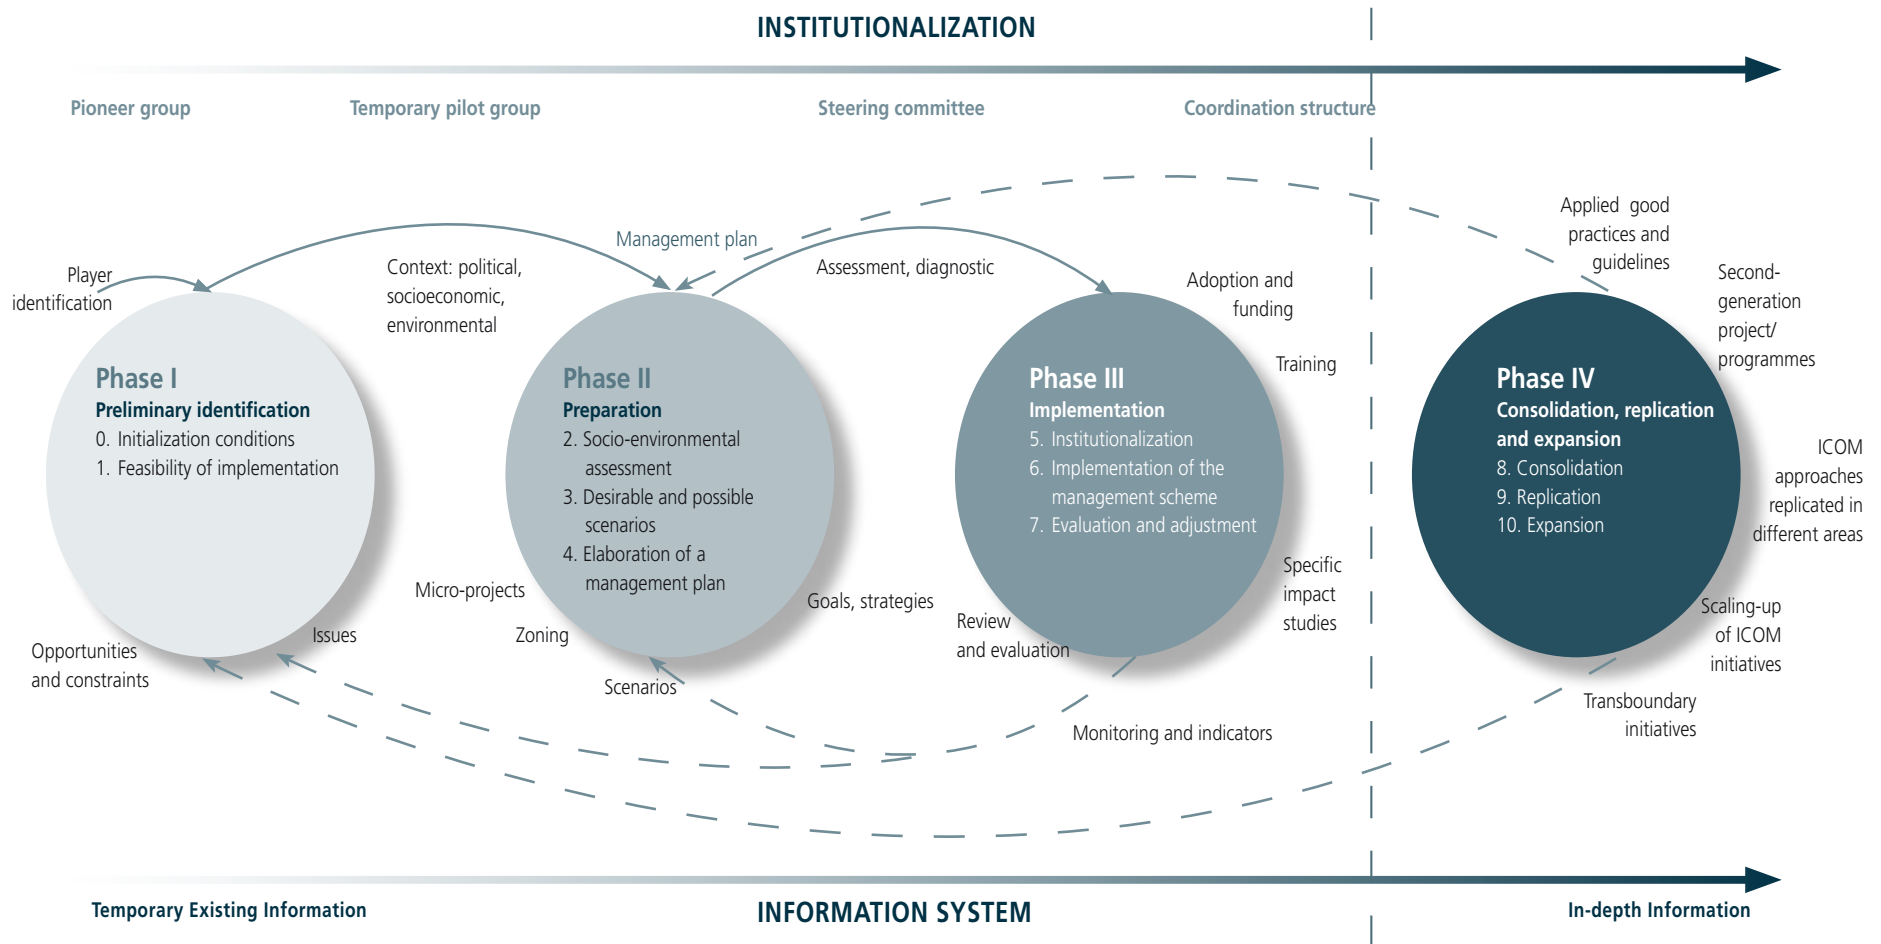 INSTITUTIONALIZATION
Pioneer group
Temporary pilot group
Steering committee
Coordination structure
Player
identification
Context: political,
socioeconomic,
environmental
Management plan
Assessment, diagnostic
Adoption and
funding
Training
Applied good
practices and
guidelines
Second-
generation
project/
programmes
Phase I
Preliminary identification
0. Initialization conditions
1. Feasibility of implementation
Phase II
Preparation
2. Socio-environmental
assessment
3. Desirable and possible
scenarios
4. Elaboration of a
management plan
Phase III
Implementation
5. Institutionalization
6. Implementation of the
management scheme
7. Evaluation and adjustment
Phase IV
Consolidation, replication
and expansion
8. Consolidation
9. Replication
10. Expansion
ICOM
approaches
replicated in
different areas
Opportunities
and constraints
Issues
Micro-projects
Zoning
Scenarios
Goals, strategies
Review
and evaluation
Specific
impact
studies
Monitoring and indicators
Scaling-up
of ICOM
initiatives
Transboundary
initiatives
Temporary Existing Information
INFORMATION SYSTEM
In-depth Information